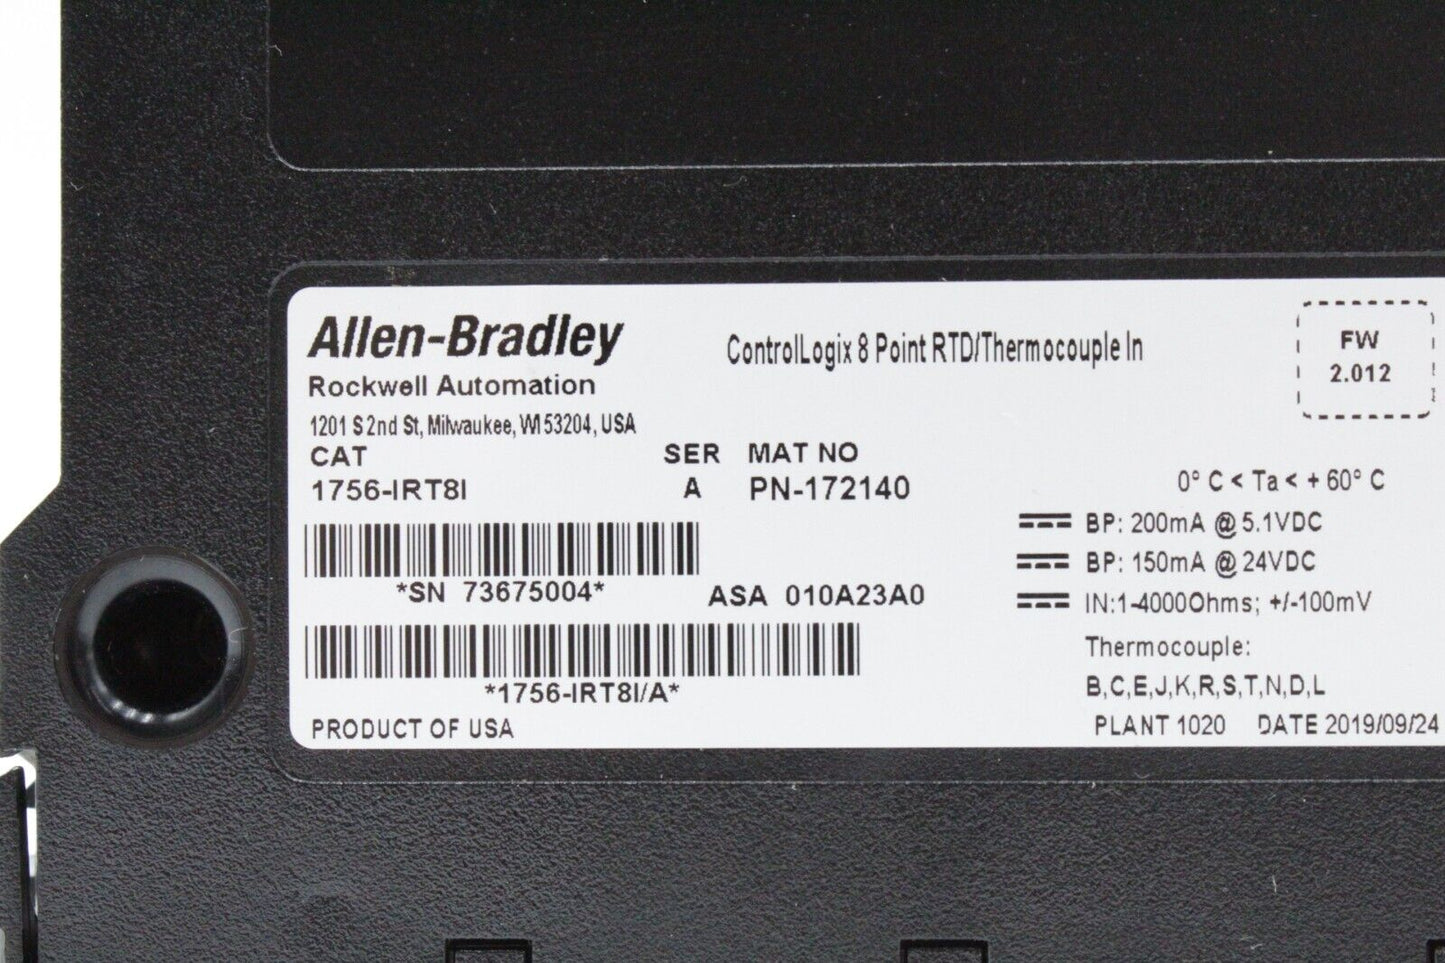 Allen-Bradley
Rockwell Automation
1201 S 2nd St, Milwaukee, WI 53204, USA
ControlLogix 8 Point RTD/Thermocouple In
FW
2.012
CAT SER MAT NO
1756-IRT8I A PN-172140
*SN 73675004* ASA 010A23A0
*1756-IRT8I/A*
PRODUCT OF USA
0° C < Ta < + 60° C
BP: 200mA @ 5.1VDC
BP: 150mA @ 24VDC
IN:1-4000Ohms; +/-100mV
Thermocouple:
B,C,E,J,K,R,S,T,N,D,L
PLANT 1020 DATE 2019/09/24